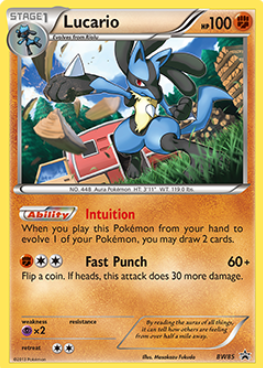 STAGE1 Lucario HP100
Evolves from Riolu
NO. 448 Aura Pokémon HT: 3'11" WT: 119.0 lbs.
Ability Intuition
When you play this Pokémon from your hand to
evolve 1 of your Pokémon, you may draw 2 cards.
Fast Punch 60+
Flip a coin. If heads, this attack does 30 more damage.
weakness resistance
×2
By reading the auras of all things,
it can tell how others are feeling
from over half a mile away.
retreat
©2013 Pokémon
Illus. Masakazu Fukuda
BW85